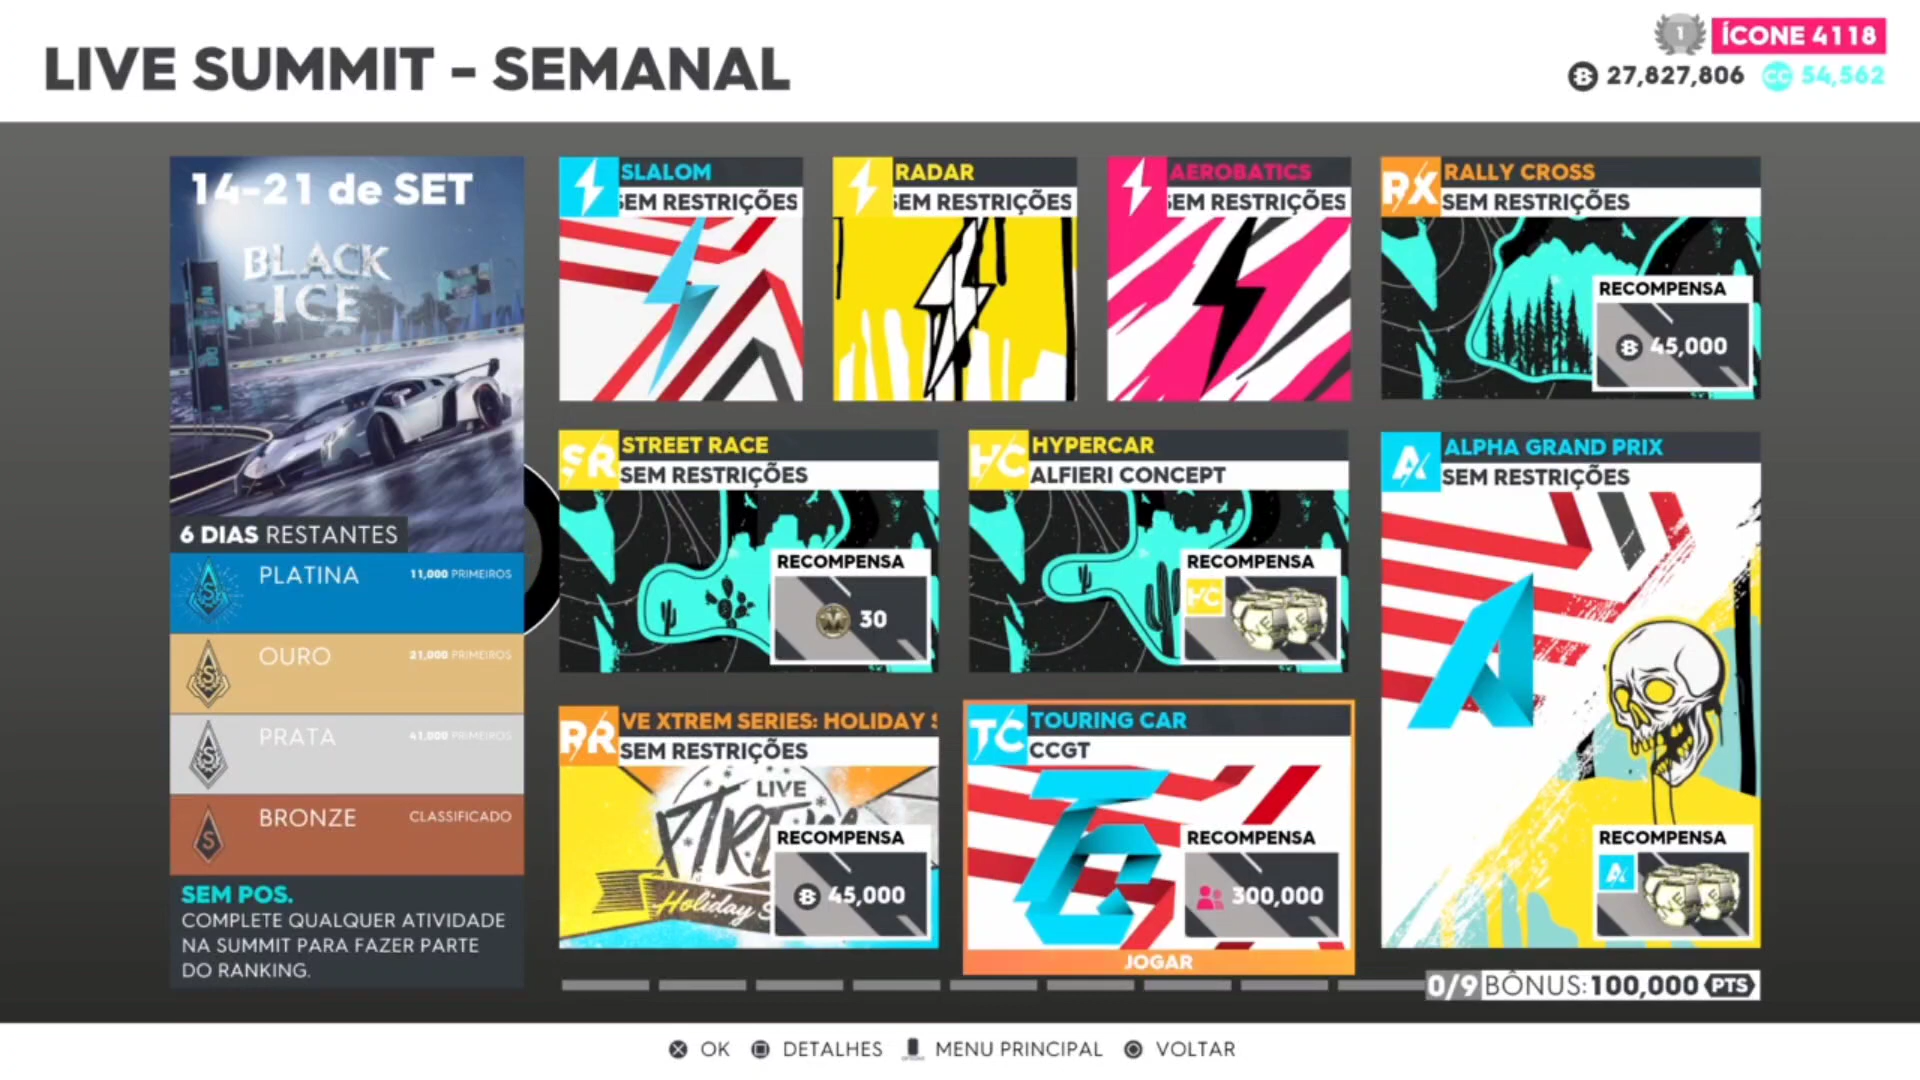 LIVE SUMMIT - SEMANAL
1
ÍCONE 4118
27,827,806
CC 54,562
14-21 de SET
BLACK
ICE
6 DIAS RESTANTES
PLATINA
11,000 PRIMEIROS
OURO
21,000 PRIMEIROS
PRATA
41,000 PRIMEIROS
BRONZE
CLASSIFICADO
SEM POS.
COMPLETE QUALQUER ATIVIDADE
NA SUMMIT PARA FAZER PARTE
DO RANKING.
SLALOM
SEM RESTRIÇÕES
RADAR
SEM RESTRIÇÕES
AEROBATICS
SEM RESTRIÇÕES
RX
RALLY CROSS
SEM RESTRIÇÕES
RECOMPENSA
45,000
SR
STREET RACE
SEM RESTRIÇÕES
RECOMPENSA
30
HC
HYPERCAR
ALFIERI CONCEPT
RECOMPENSA
HC
ALPHA GRAND PRIX
SEM RESTRIÇÕES
RECOMPENSA
RR
VE XTREM SERIES: HOLIDAY S
SEM RESTRIÇÕES
LIVE
Holiday S
RECOMPENSA
45,000
TC
TOURING CAR
CCGT
RECOMPENSA
300,000
JOGAR
0/9 BÔNUS: 100,000 PTS
OK
DETALHES
MENU PRINCIPAL
VOLTAR